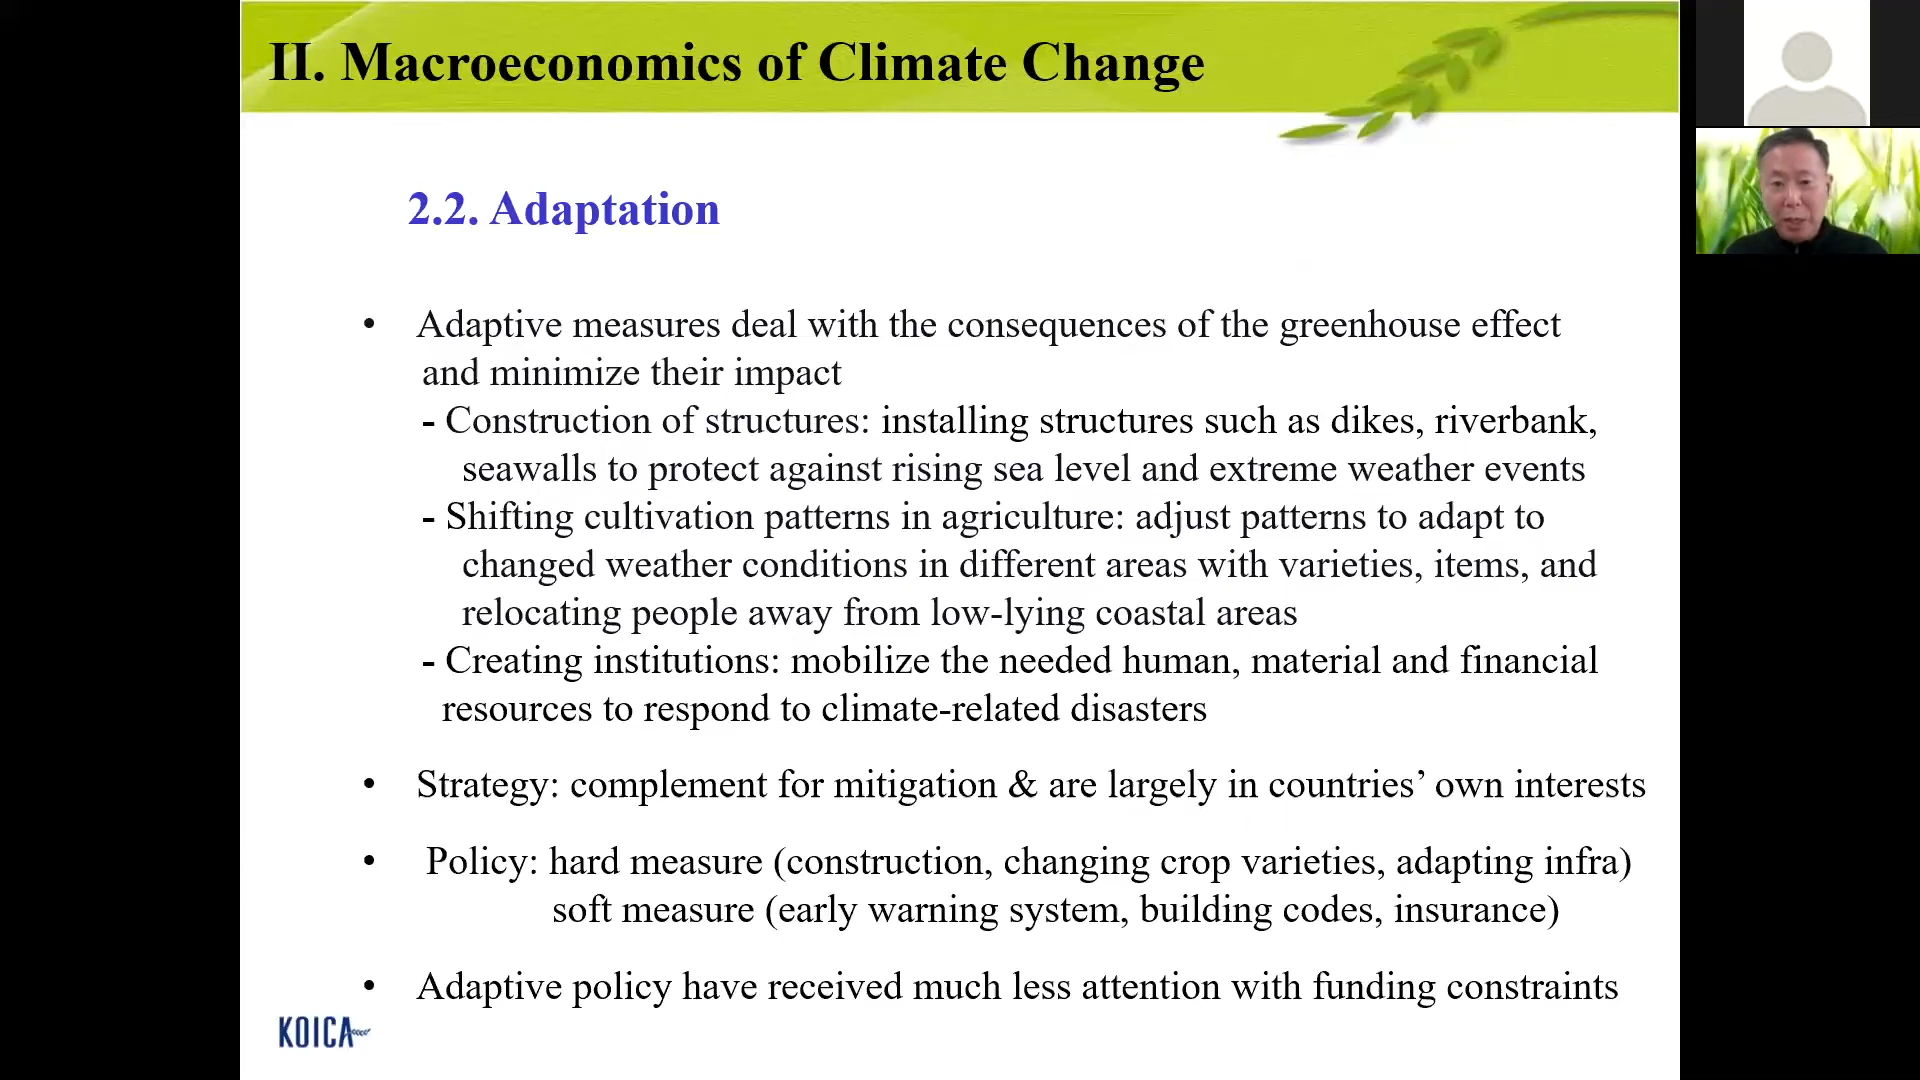 II. Macroeconomics of Climate Change
2.2. Adaptation
• Adaptive measures deal with the consequences of the greenhouse effect
and minimize their impact
- Construction of structures: installing structures such as dikes, riverbank,
seawalls to protect against rising sea level and extreme weather events
- Shifting cultivation patterns in agriculture: adjust patterns to adapt to
changed weather conditions in different areas with varieties, items, and
relocating people away from low-lying coastal areas
- Creating institutions: mobilize the needed human, material and financial
resources to respond to climate-related disasters
• Strategy: complement for mitigation & are largely in countries’ own interests
• Policy: hard measure (construction, changing crop varieties, adapting infra)
soft measure (early warning system, building codes, insurance)
• Adaptive policy have received much less attention with funding constraints
KOICA